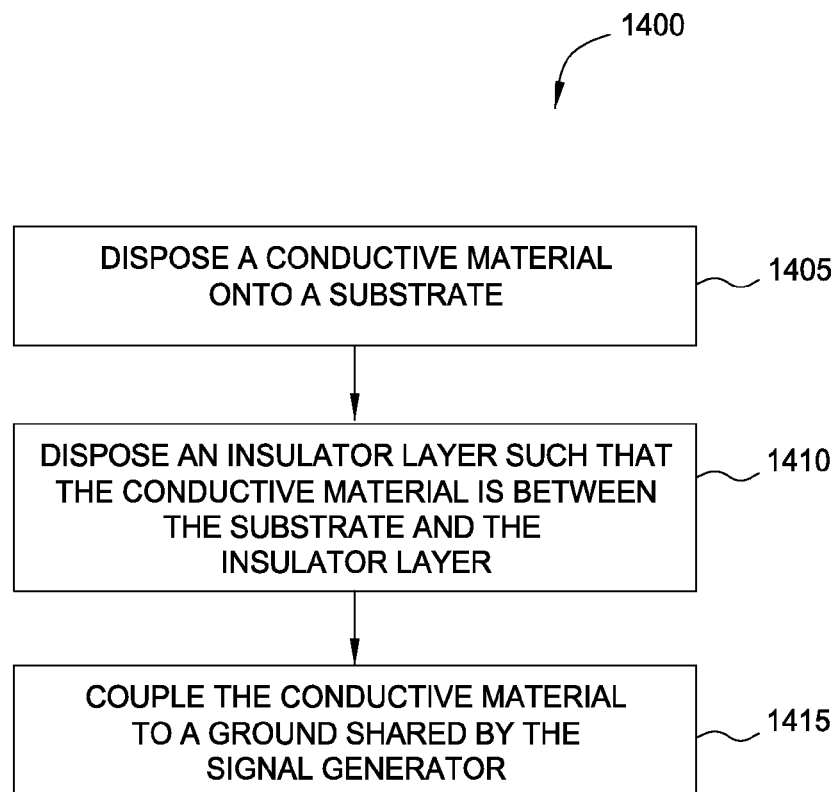 1400
DISPOSE A CONDUCTIVE MATERIAL
ONTO A SUBSTRATE
1405
DISPOSE AN INSULATOR LAYER SUCH THAT
THE CONDUCTIVE MATERIAL IS BETWEEN
THE SUBSTRATE AND THE
INSULATOR LAYER
1410
COUPLE THE CONDUCTIVE MATERIAL
TO A GROUND SHARED BY THE
SIGNAL GENERATOR
1415